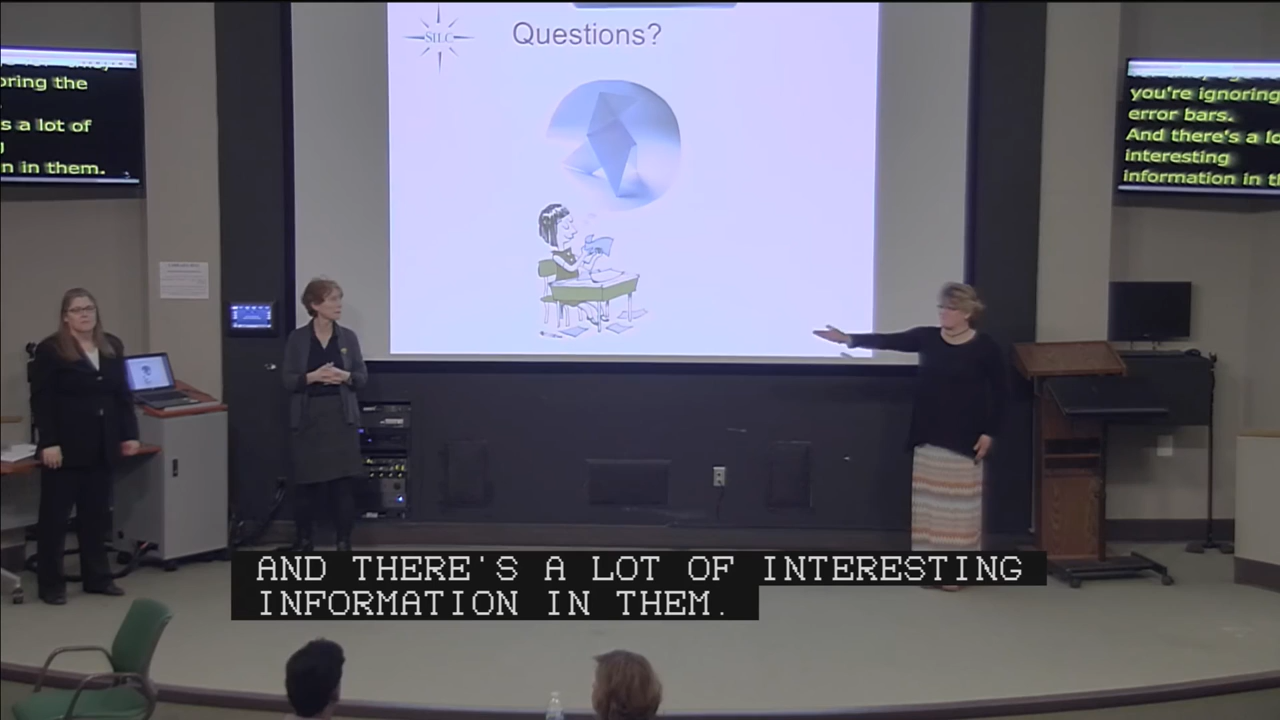 SILC
Questions?
oring the
s a lot of
n in them.
you're ignoring
error bars.
And there's a lo
interesting
information in th
AND THERE'S A LOT OF INTERESTING
INFORMATION IN THEM.